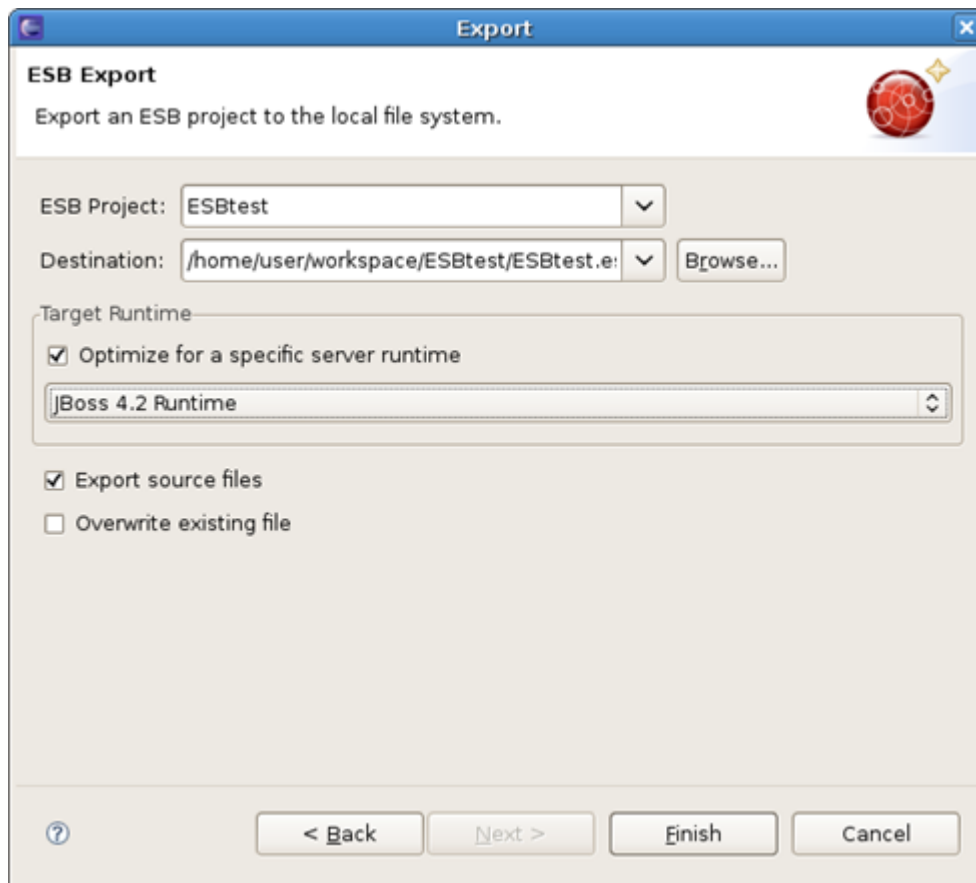 Export
ESB Export
Export an ESB project to the local file system.
ESB Project: ESBtest
Destination: /home/user/workspace/ESBtest/ESBtest.es Browse...
Target Runtime
Optimize for a specific server runtime
JBoss 4.2 Runtime
Export source files
Overwrite existing file
< Back Next > Finish Cancel